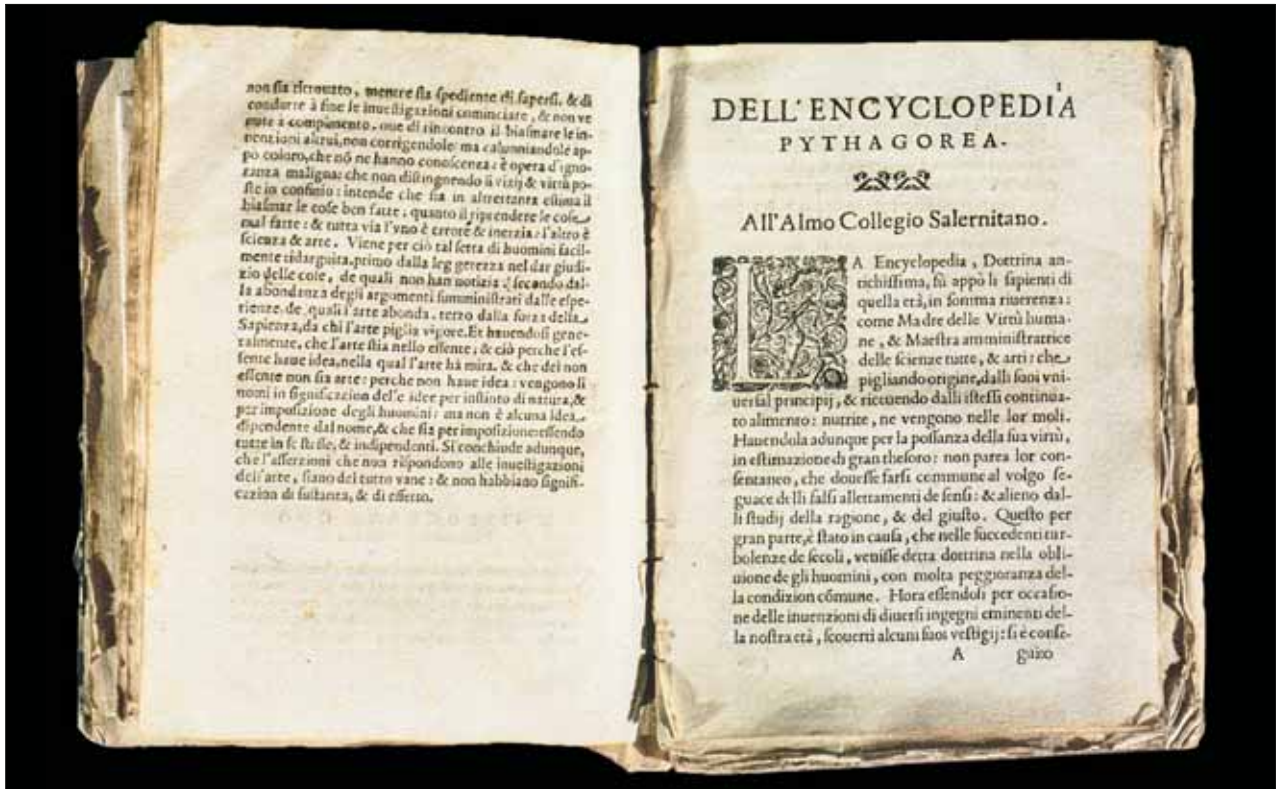 non sia ritrouato, mentre sia spediente di sapersi, & di
condurre à fine le inuestigazioni cominciate, & non ve
nute a compimento. oue di rincontro il biasmare le in-
uenzioni altrui, non corrigendole: ma calunniandole ap-
po coloro, che nõ ne hanno conoscenza: è opera d'igno-
ranza maligna: che non distinguendo li vizij & virtù po-
ste in confinio: intende che sia in altrettanta estima il
biasmar le cose ben fatte: quanto il riprendere le cose
mal fatte: & tutta via l'vno è errore & inerzia: l'altro è
scienza & arte. Viene per ciò tal setta di huomini facil-
mente ridarguita. primo dalla leggerezza nel dar giudi-
zio delle cose, de quali non han notizia: secondo dal-
la abondanza degli argomenti sumministrati dalle espe-
rienze, de quali l'arte abonda. terzo dalla forza della
Sapienza, da chi l'arte piglia vigore. Et hauendosi gene-
ralmente, che l'arte stia nello essente: & ciò perche l'es-
sente haue idea, nella qual l'arte hà mira. & che del non
essente non sia arte: perche non haue idea: vengono li
nomi in significazion del'e idee per instinto di natura, &
per imposizione degli huomini: ma non è alcuna idea
dipendente dal nome, & che sia per imposizione: essendo
tutte in se stesse, & indipendenti. Si conchiude adunque,
che l'asserzioni che non rispondono alle inuestigazioni
dell'arte, siano del tutto vane: & non habbiano signifi-
cazion di sustanza, & di effetto.
1
DELL'ENCYCLOPEDIA
PYTHAGOREA.
All'Almo Collegio Salernitano.
LA Encyclopedia, Dottrina an-
tichissima, fù appò li sapienti di
quella età, in somma riuerenza:
come Madre delle Virtù huma-
ne, & Maestra amministratrice
delle scienze tutte, & arti: che
pigliando origine, dalli suoi vni-
uersal principij, & riceuendo dalli istessi continua-
to alimento: nutrite, ne vengono nelle lor moli.
Hauendola adunque per la possanza della sua virtù,
in estimazione di gran thesoro: non parea lor con-
sentaneo, che douesse farsi commune al volgo se-
guace delli falsi allettamenti de sensi: & alieno dal-
li studij della ragione, & del giusto. Questo per
gran parte, è stato in causa, che nelle succedenti tur-
bolenze de secoli, venisse detta dottrina nella obli-
uione de gli huomini, con molta peggioranza del-
la condizion cõmune. Hora essendosi per occasio-
ne delle inuenzioni di diuersi ingegni eminenti del-
la nostra età, scouerti alcuni suoi vestigij: si è conse-
A guito